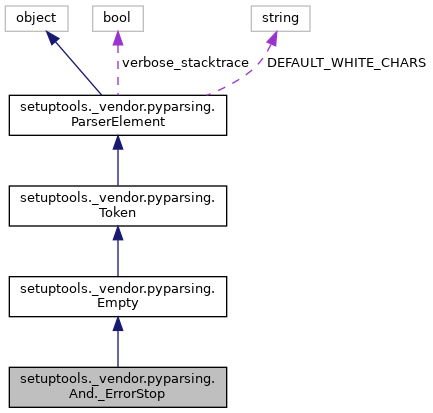 object
bool
string
verbose_stacktrace
DEFAULT_WHITE_CHARS
setuptools._vendor.pyparsing.
ParserElement
setuptools._vendor.pyparsing.
Token
setuptools._vendor.pyparsing.
Empty
setuptools._vendor.pyparsing.
And._ErrorStop